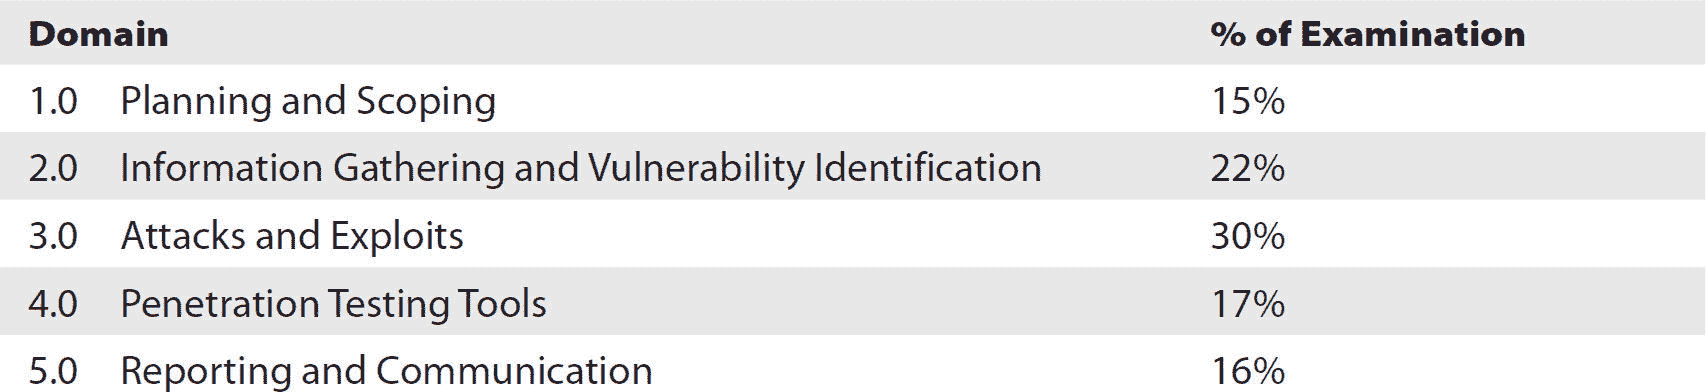 Domain % of Examination
1.0 Planning and Scoping 15%
2.0 Information Gathering and Vulnerability Identification 22%
3.0 Attacks and Exploits 30%
4.0 Penetration Testing Tools 17%
5.0 Reporting and Communication 16%